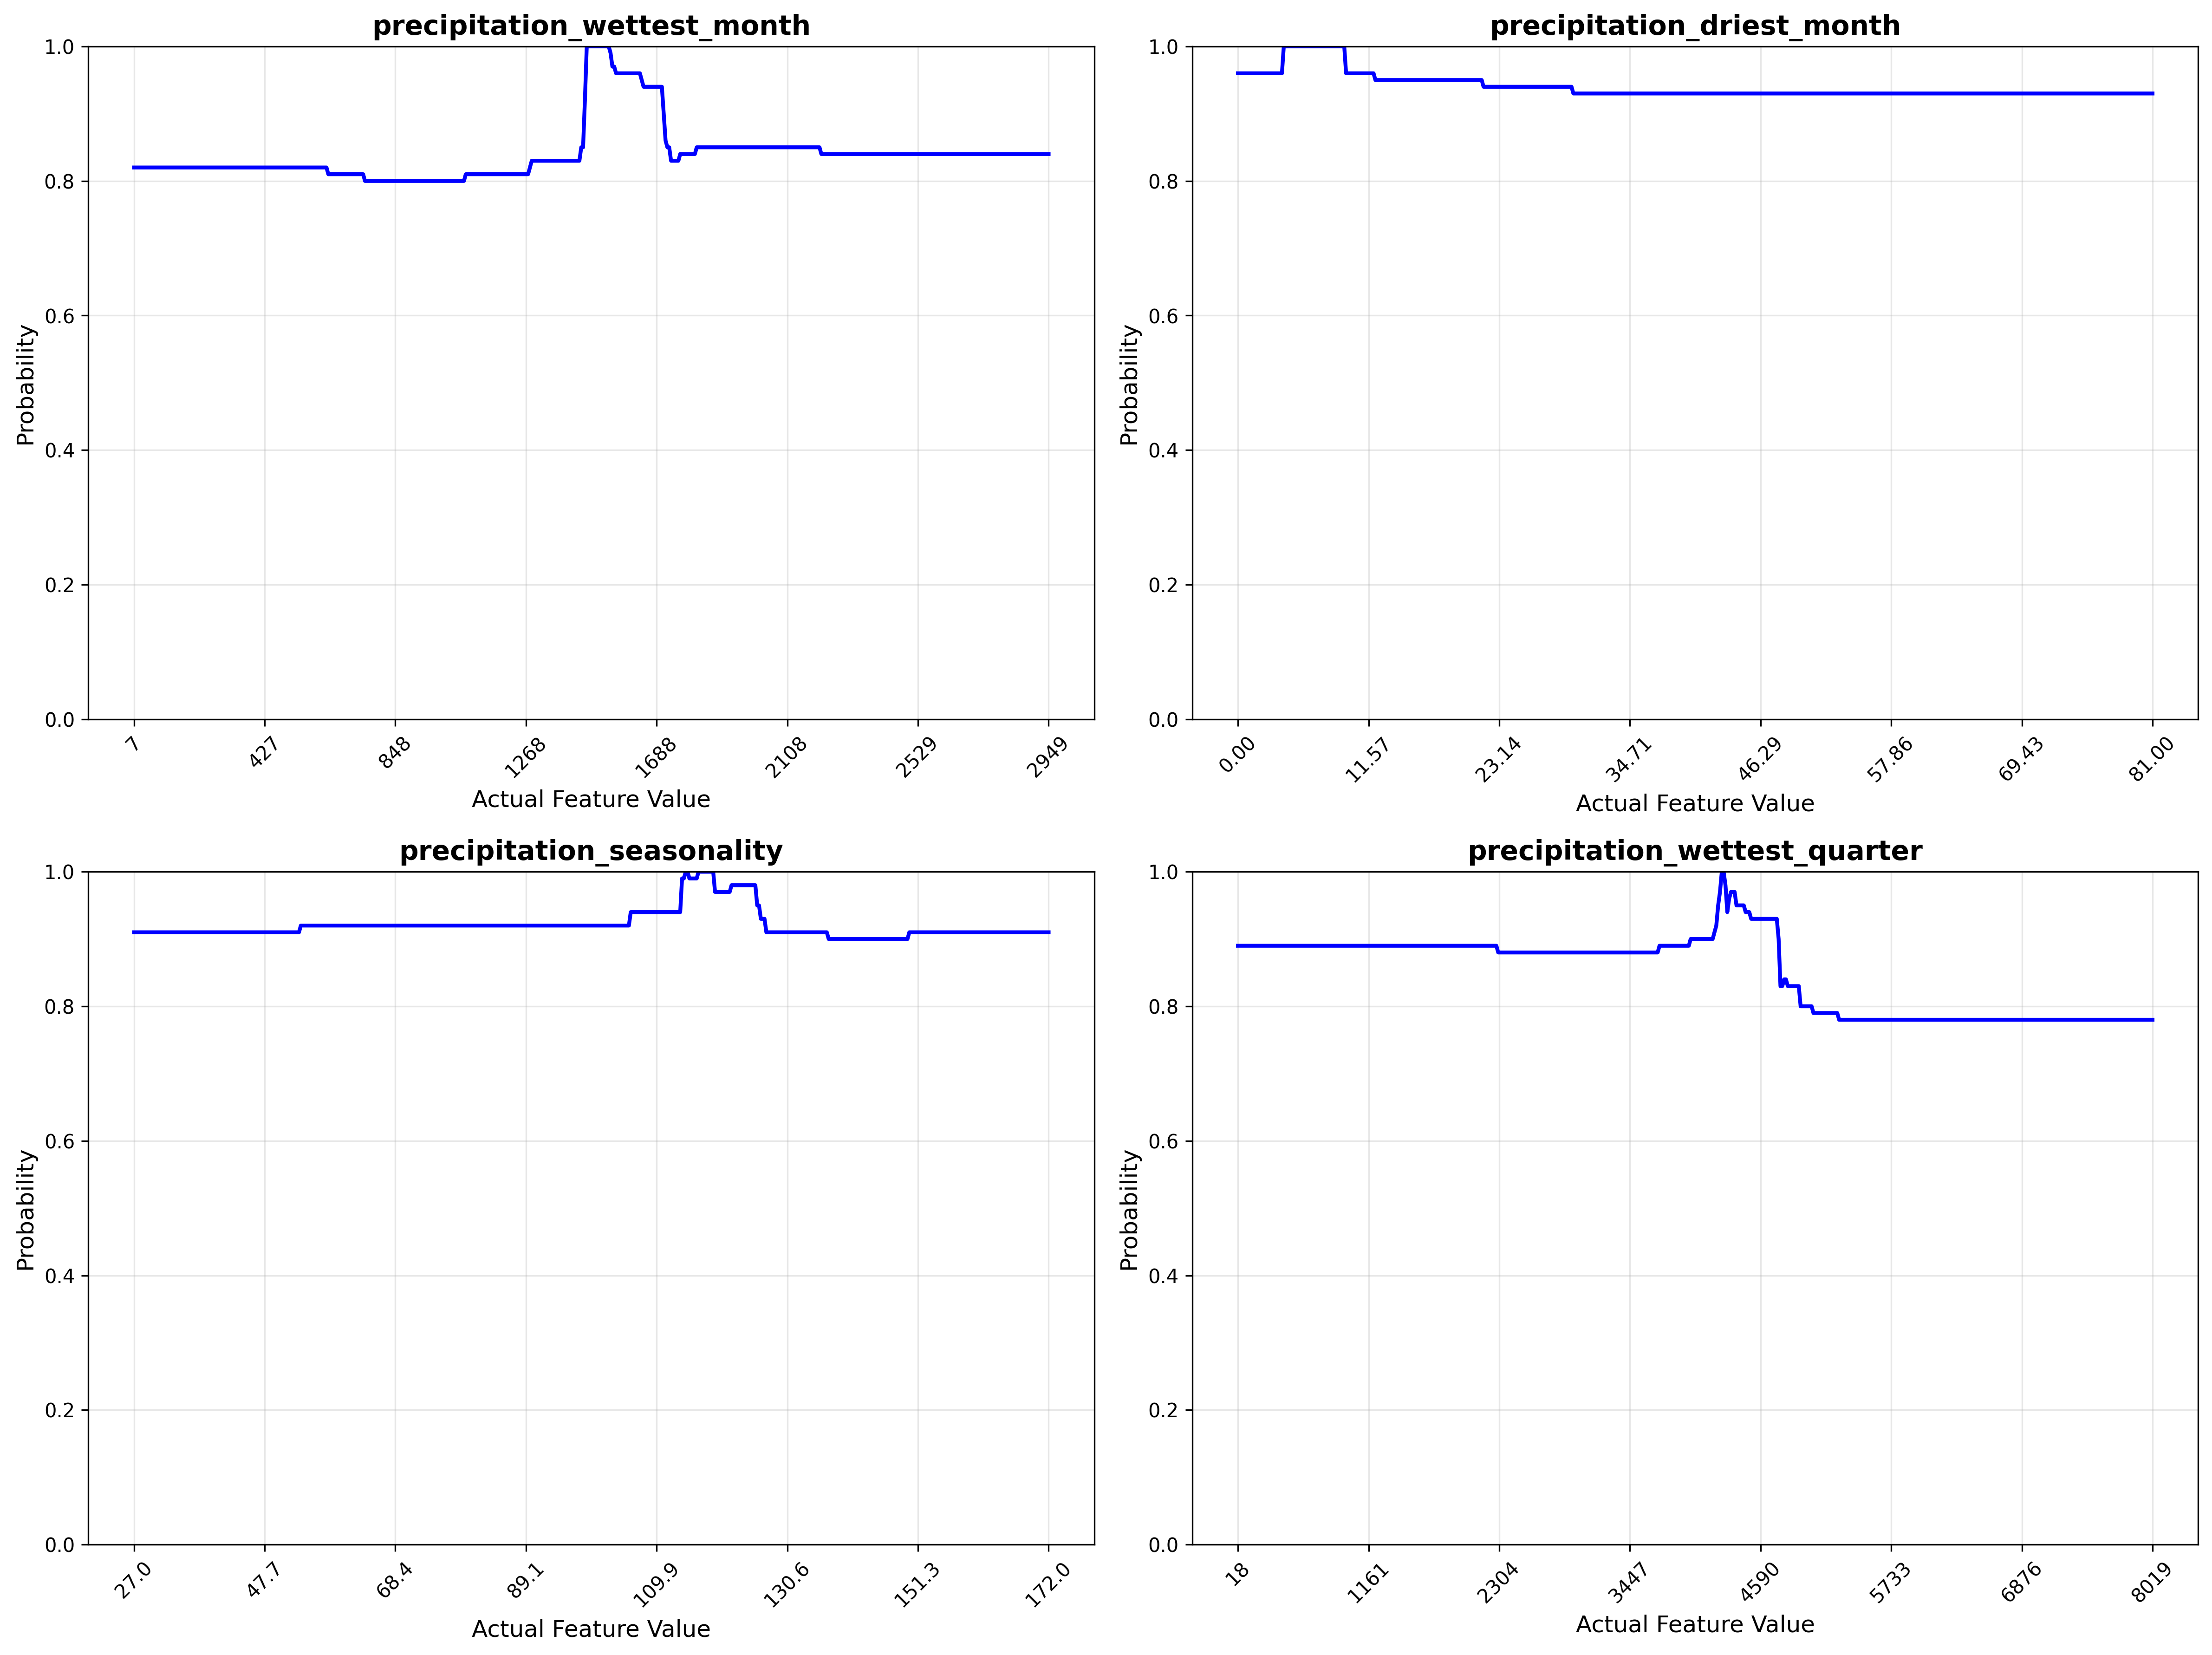 precipitation_wettest_month
1.0
0.8
0.6
0.4
0.2
0.0
Probability
7 427 848 1268 1688 2108 2529 2949
Actual Feature Value
precipitation_driest_month
1.0
0.8
0.6
0.4
0.2
0.0
Probability
0.00 11.57 23.14 34.71 46.29 57.86 69.43 81.00
Actual Feature Value
precipitation_seasonality
1.0
0.8
0.6
0.4
0.2
0.0
Probability
27.0 47.7 68.4 89.1 109.9 130.6 151.3 172.0
Actual Feature Value
precipitation_wettest_quarter
1.0
0.8
0.6
0.4
0.2
0.0
Probability
18 1161 2304 3447 4590 5733 6876 8019
Actual Feature Value